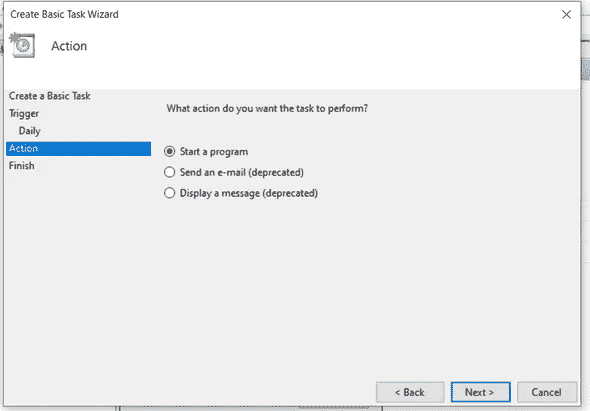 Create Basic Task Wizard
Action
Create a Basic Task
Trigger
Daily
Action
Finish
What action do you want the task to perform?
Start a program
Send an e-mail (deprecated)
Display a message (deprecated)
< Back
Next >
Cancel